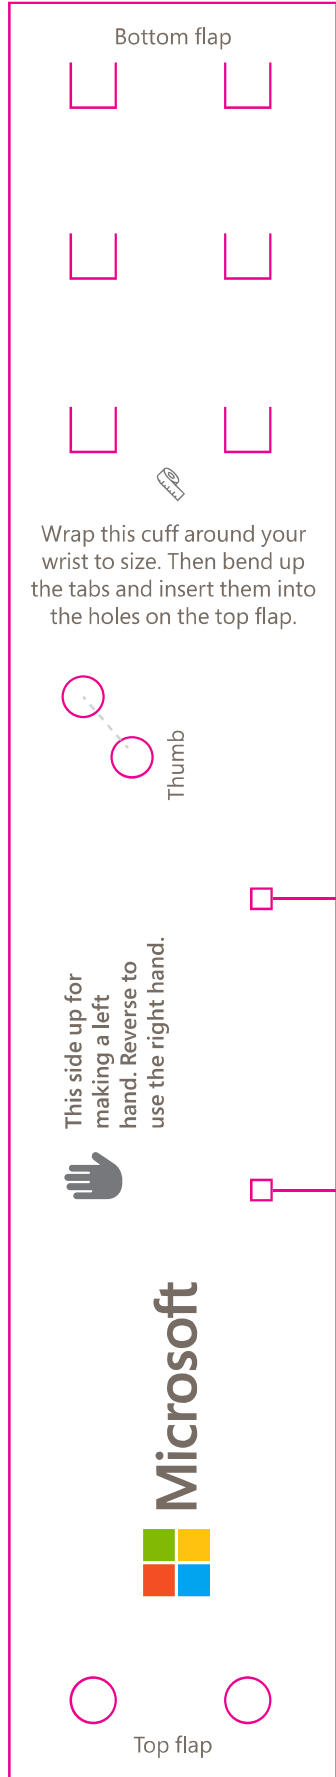 Bottom flap
Wrap this cuff around your
wrist to size. Then bend up
the tabs and insert them into
the holes on the top flap.
Thumb
This side up for
making a left
hand. Reverse to
use the right hand.
Microsoft
Top flap